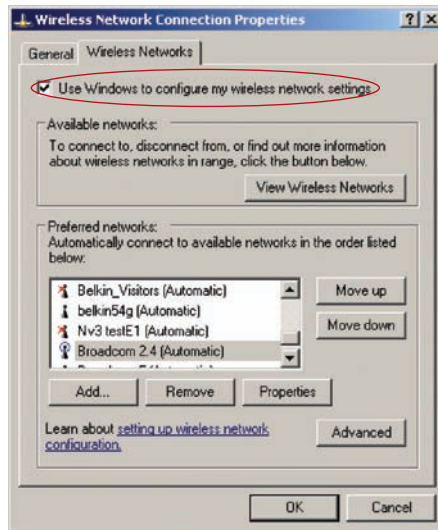 Wireless Network Connection Properties
General Wireless Networks
Use Windows to configure my wireless network settings
Available networks:
To connect to, disconnect from, or find out more information
about wireless networks in range, click the button below.
View Wireless Networks
Preferred networks:
Automatically connect to available networks in the order listed
below:
Belkin_Visitors (Automatic)
belkin54g (Automatic)
Nv3 testE1 (Automatic)
Broadcom 2.4 (Automatic)
Move up
Move down
Add... Remove Properties
Learn about setting up wireless network
configuration.
Advanced
OK Cancel